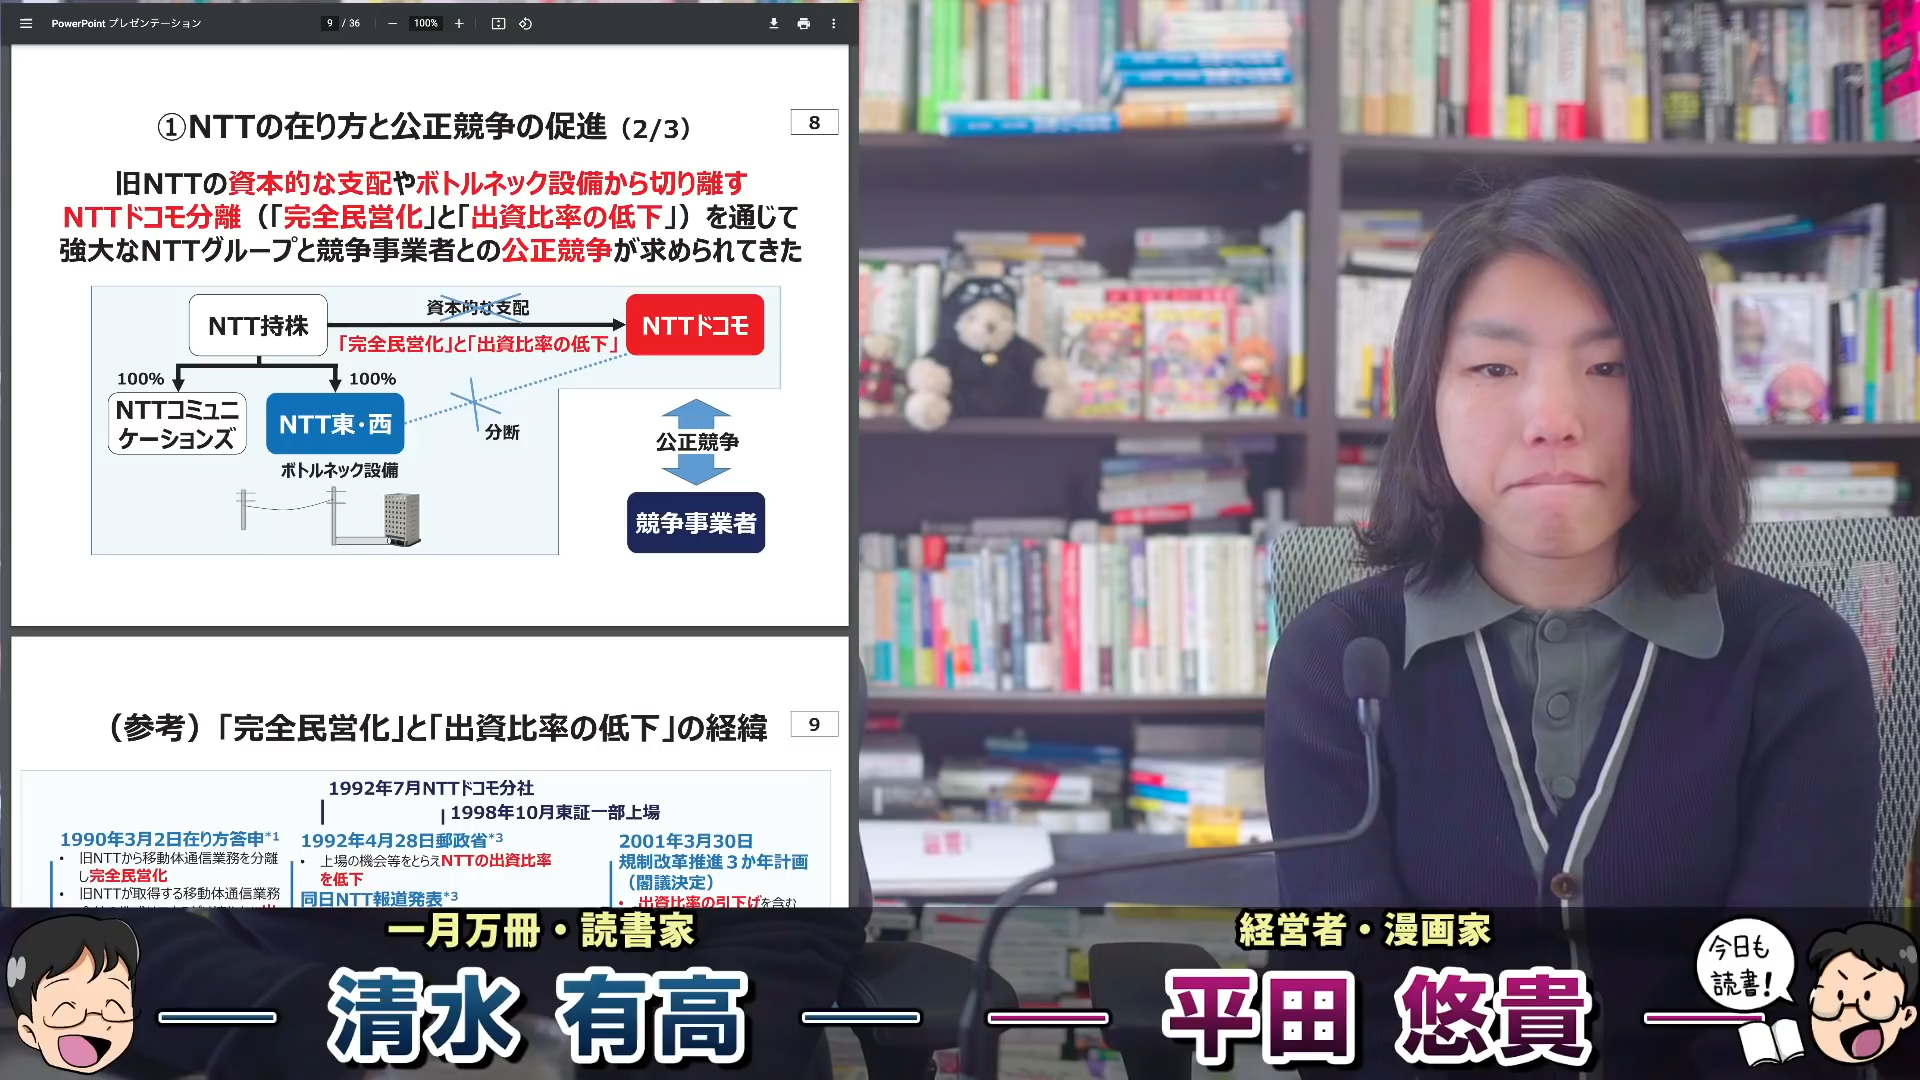 PowerPoint プレゼンテーション
9 / 36
100%
①NTTの在り方と公正競争の促進（2/3）
8
旧NTTの資本的な支配やボトルネック設備から切り離す
NTTドコモ分離（「完全民営化」と「出資比率の低下」）を通じて
強大なNTTグループと競争事業者との公正競争が求められてきた
NTT持株
資本的な支配
「完全民営化」と「出資比率の低下」
NTTドコモ
100%
100%
NTTコミュニ
ケーションズ
NTT東・西
分断
ボトルネック設備
公正競争
競争事業者
（参考）「完全民営化」と「出資比率の低下」の経緯
9
1992年7月NTTドコモ分社
1998年10月東証一部上場
1990年3月2日在り方答申*1
• 旧NTTから移動体通信業務を分離
し完全民営化
• 旧NTTが取得する移動体通信業務
1992年4月28日郵政省*3
• 上場の機会等をとらえNTTの出資比率
を低下
同日NTT報道発表*3
2001年3月30日
規制改革推進３か年計画
（閣議決定）
• 出資比率の引下げを含む
一月万冊・読書家
清水 有高
経営者・漫画家
平田 悠貴
今日も
読書！